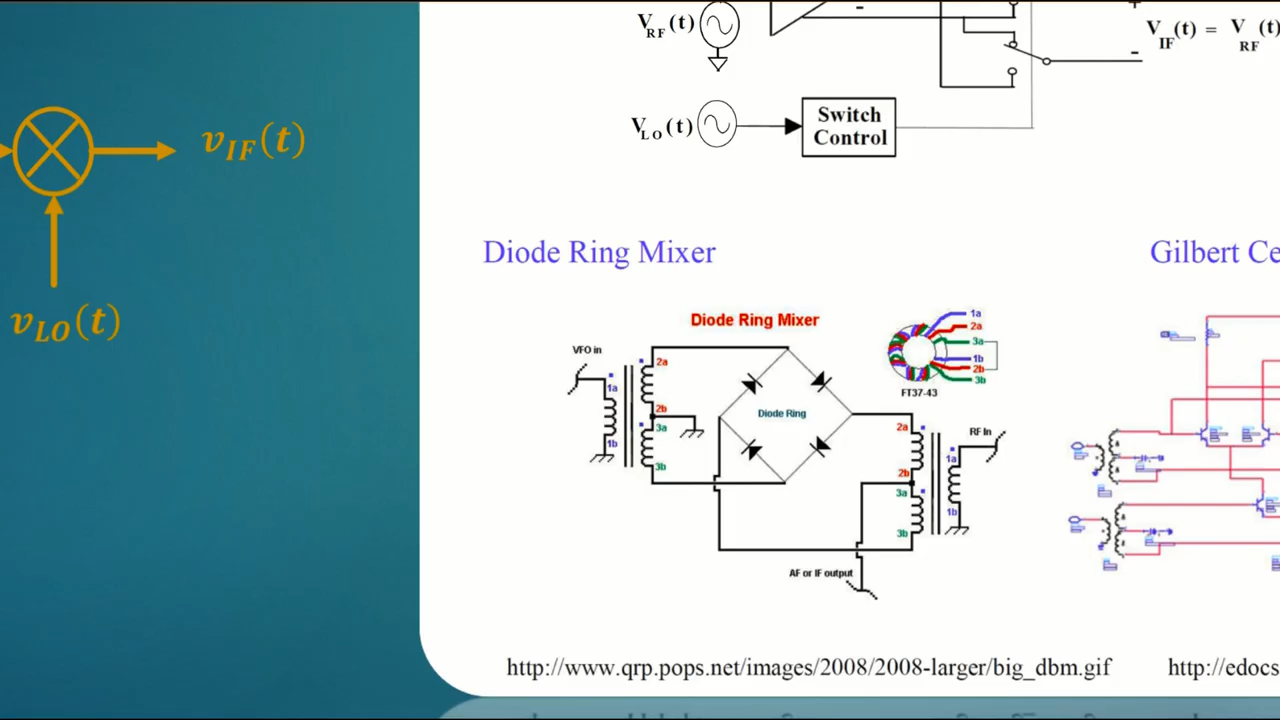 v_IF(t)
v_LO(t)
V_RF(t)
-
+
-
V_IF(t) = V_RF(t)
V_LO(t)
Switch
Control
Diode Ring Mixer
Gilbert Ce
Diode Ring Mixer
VFO in
1a
1b
2a
2b
3a
3b
Diode Ring
1a
2a
3a
1b
2b
3b
FT37-43
RF In
2a
2b
3a
3b
1a
1b
AF or IF output
http://www.qrp.pops.net/images/2008/2008-larger/big_dbm.gif
http://edocs